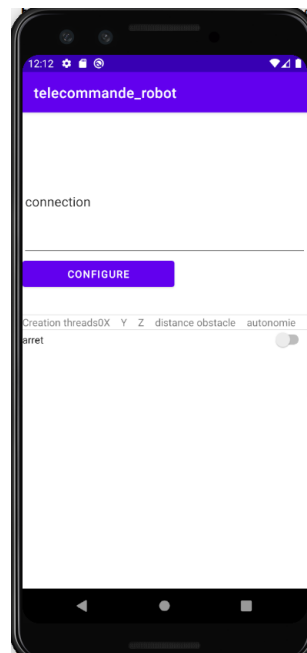 12:12
telecommande_robot
connection
CONFIGURE
Creation threads0X Y Z distance obstacle autonomie
arret